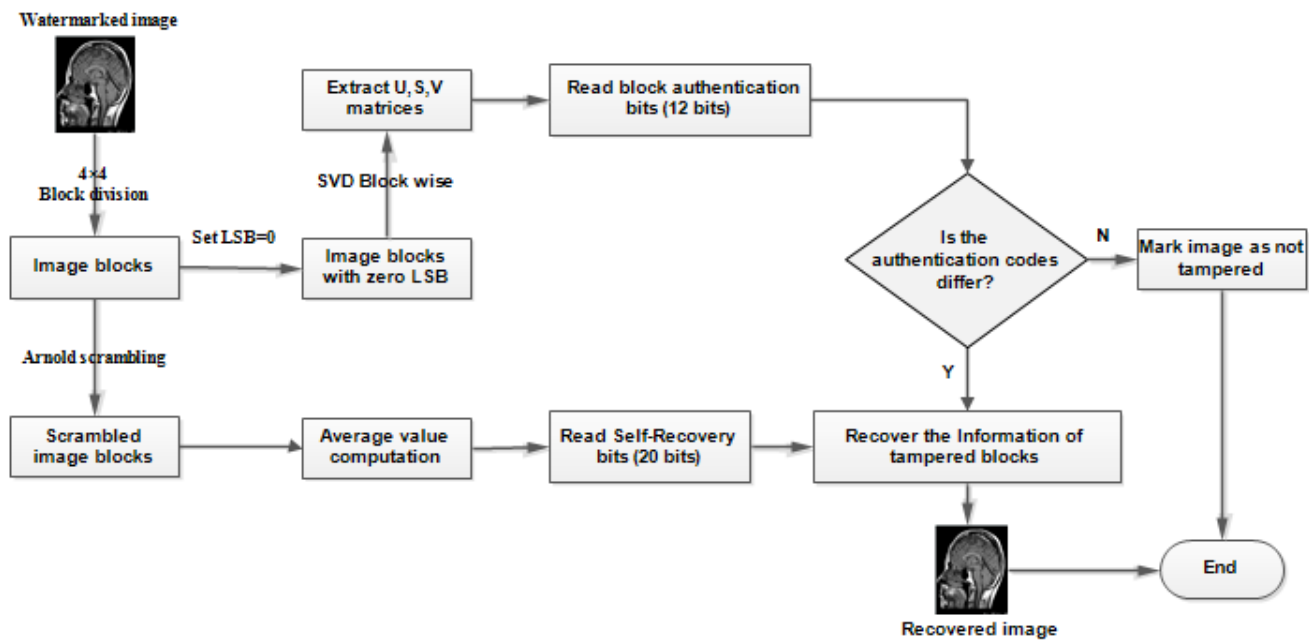 Watermarked image
4×4
Block division
Image blocks
Set LSB=0
Image blocks
with zero LSB
SVD Block wise
Extract U,S,V
matrices
Read block authentication
bits (12 bits)
Is the
authentication codes
differ?
N
Mark image as not
tampered
Y
Arnold scrambling
Scrambled
image blocks
Average value
computation
Read Self-Recovery
bits (20 bits)
Recover the Information of
tampered blocks
Recovered image
End